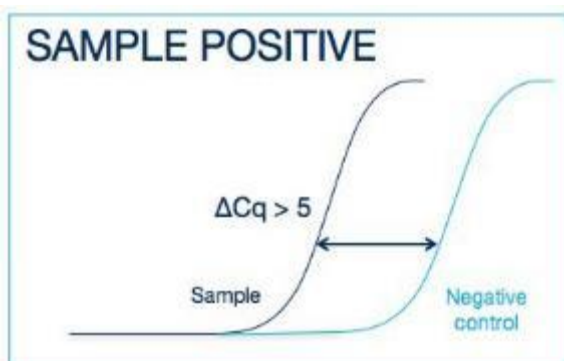 SAMPLE POSITIVE
ΔCq > 5
Sample
Negative
control